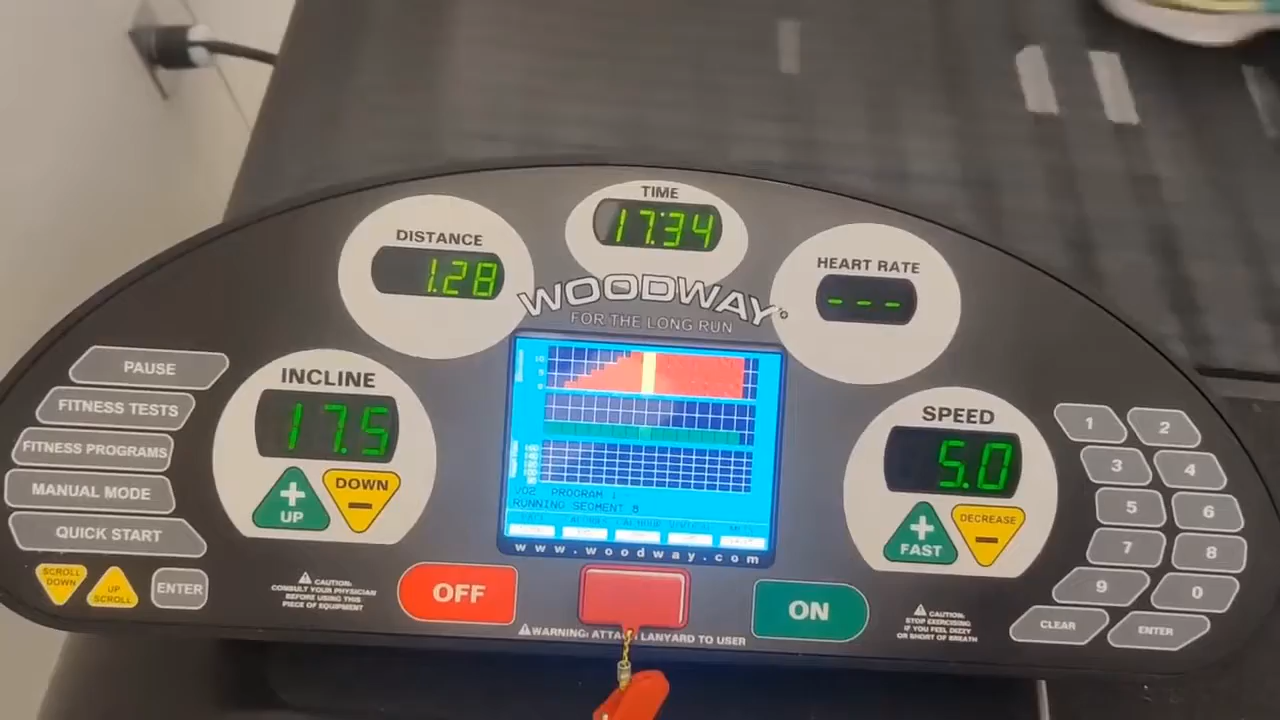 TIME
17:34
DISTANCE
1.28
HEART RATE
---
WOODWAY
FOR THE LONG RUN
INCLINE
17.5
UP
DOWN
SPEED
5.0
FAST
DECREASE
PAUSE
FITNESS TESTS
FITNESS PROGRAMS
MANUAL MODE
QUICK START
SCROLL DOWN
UP SCROLL
ENTER
VO2 PROGRAM 1
RUNNING SEGMENT 8
www.woodway.com
1 2
3 4
5 6
7 8
9 0
CLEAR ENTER
CAUTION:
CONSULT YOUR PHYSICIAN
BEFORE USING THIS
PIECE OF EQUIPMENT
OFF
ON
WARNING: ATTACH LANYARD TO USER
CAUTION:
STOP EXERCISING
IF YOU FEEL DIZZY
OR SHORT OF BREATH